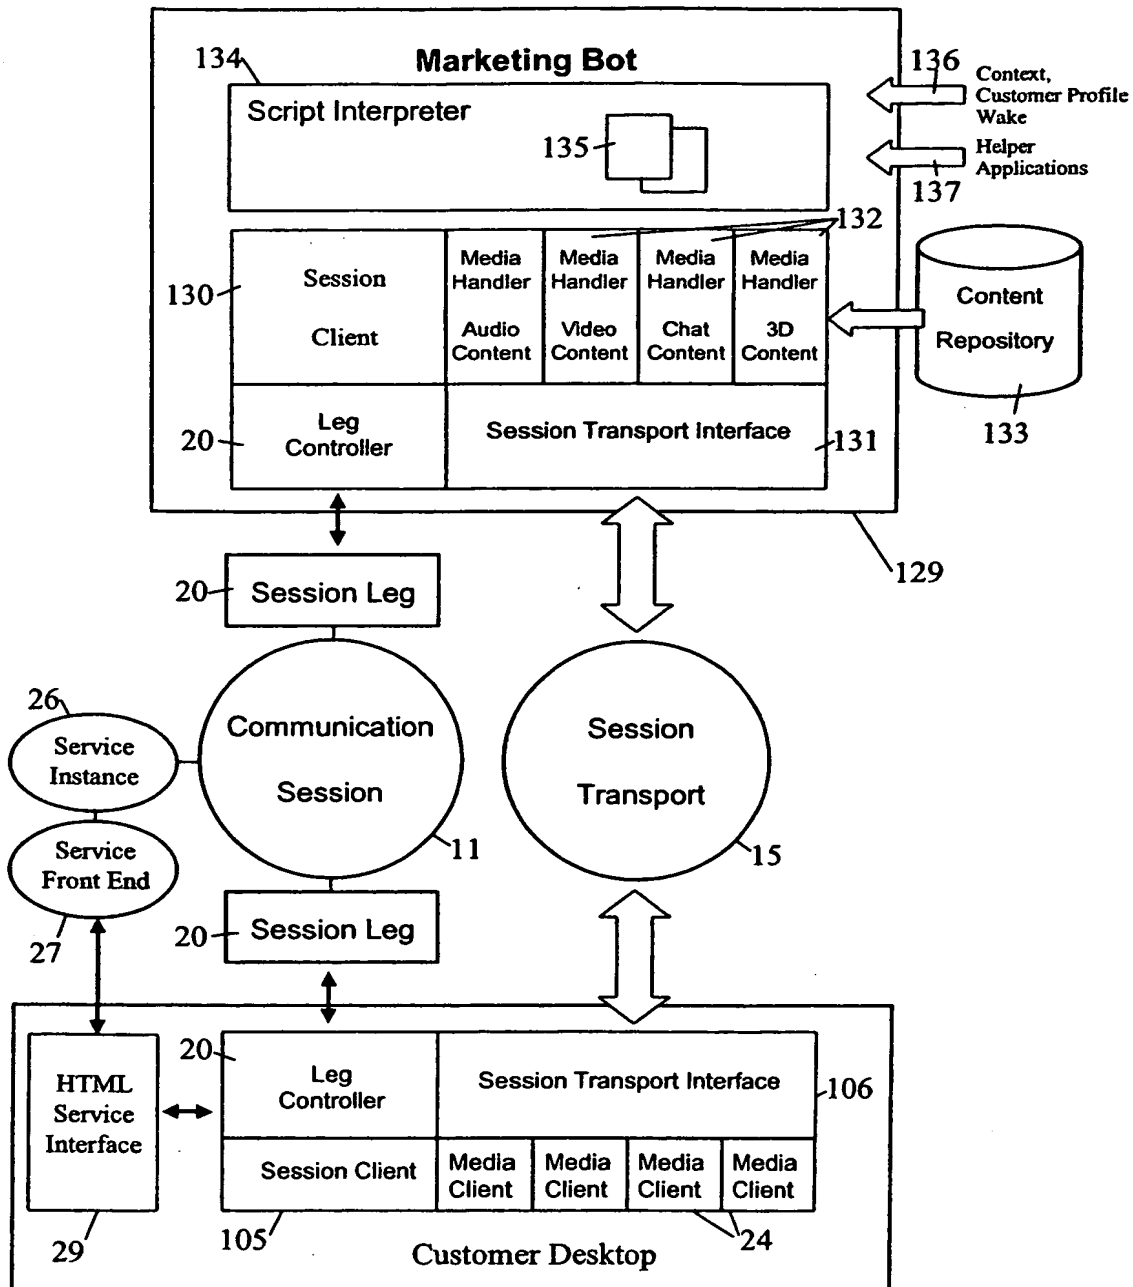 Marketing Bot
134
136
Context,
Customer Profile
Wake
Script Interpreter
135
Helper
Applications
137
132
130
Session
Client
Media
Handler
Audio
Content
Media
Handler
Video
Content
Media
Handler
Chat
Content
Media
Handler
3D
Content
Content
Repository
133
20
Leg
Controller
Session Transport Interface
131
129
20
Session Leg
26
Service
Instance
Communication
Session
11
Session
Transport
15
Service
Front End
27
20
Session Leg
HTML
Service
Interface
29
20
Leg
Controller
Session Transport Interface
106
Session Client
105
Media
Client
Media
Client
Media
Client
Media
Client
24
Customer Desktop